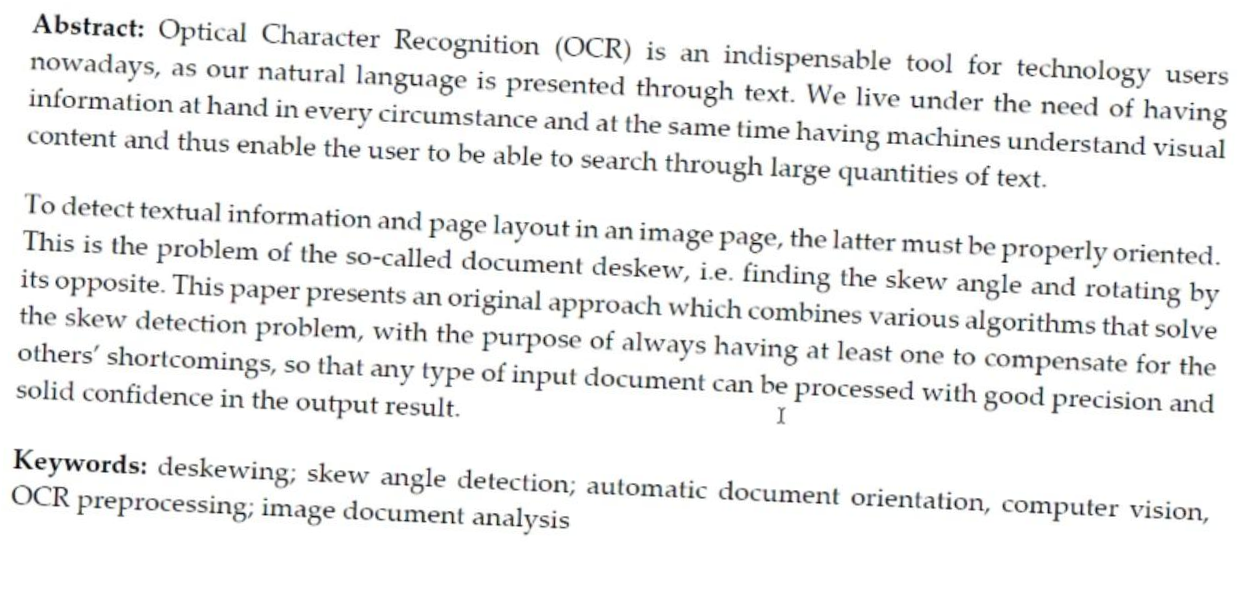 Abstract: Optical Character Recognition (OCR) is an indispensable tool for technology users
nowadays, as our natural language is presented through text. We live under the need of having
information at hand in every circumstance and at the same time having machines understand visual
content and thus enable the user to be able to search through large quantities of text.
To detect textual information and page layout in an image page, the latter must be properly oriented.
This is the problem of the so-called document deskew, i.e. finding the skew angle and rotating by
its opposite. This paper presents an original approach which combines various algorithms that solve
the skew detection problem, with the purpose of always having at least one to compensate for the
others’ shortcomings, so that any type of input document can be processed with good precision and
solid confidence in the output result.
Keywords: deskewing; skew angle detection; automatic document orientation, computer vision,
OCR preprocessing; image document analysis